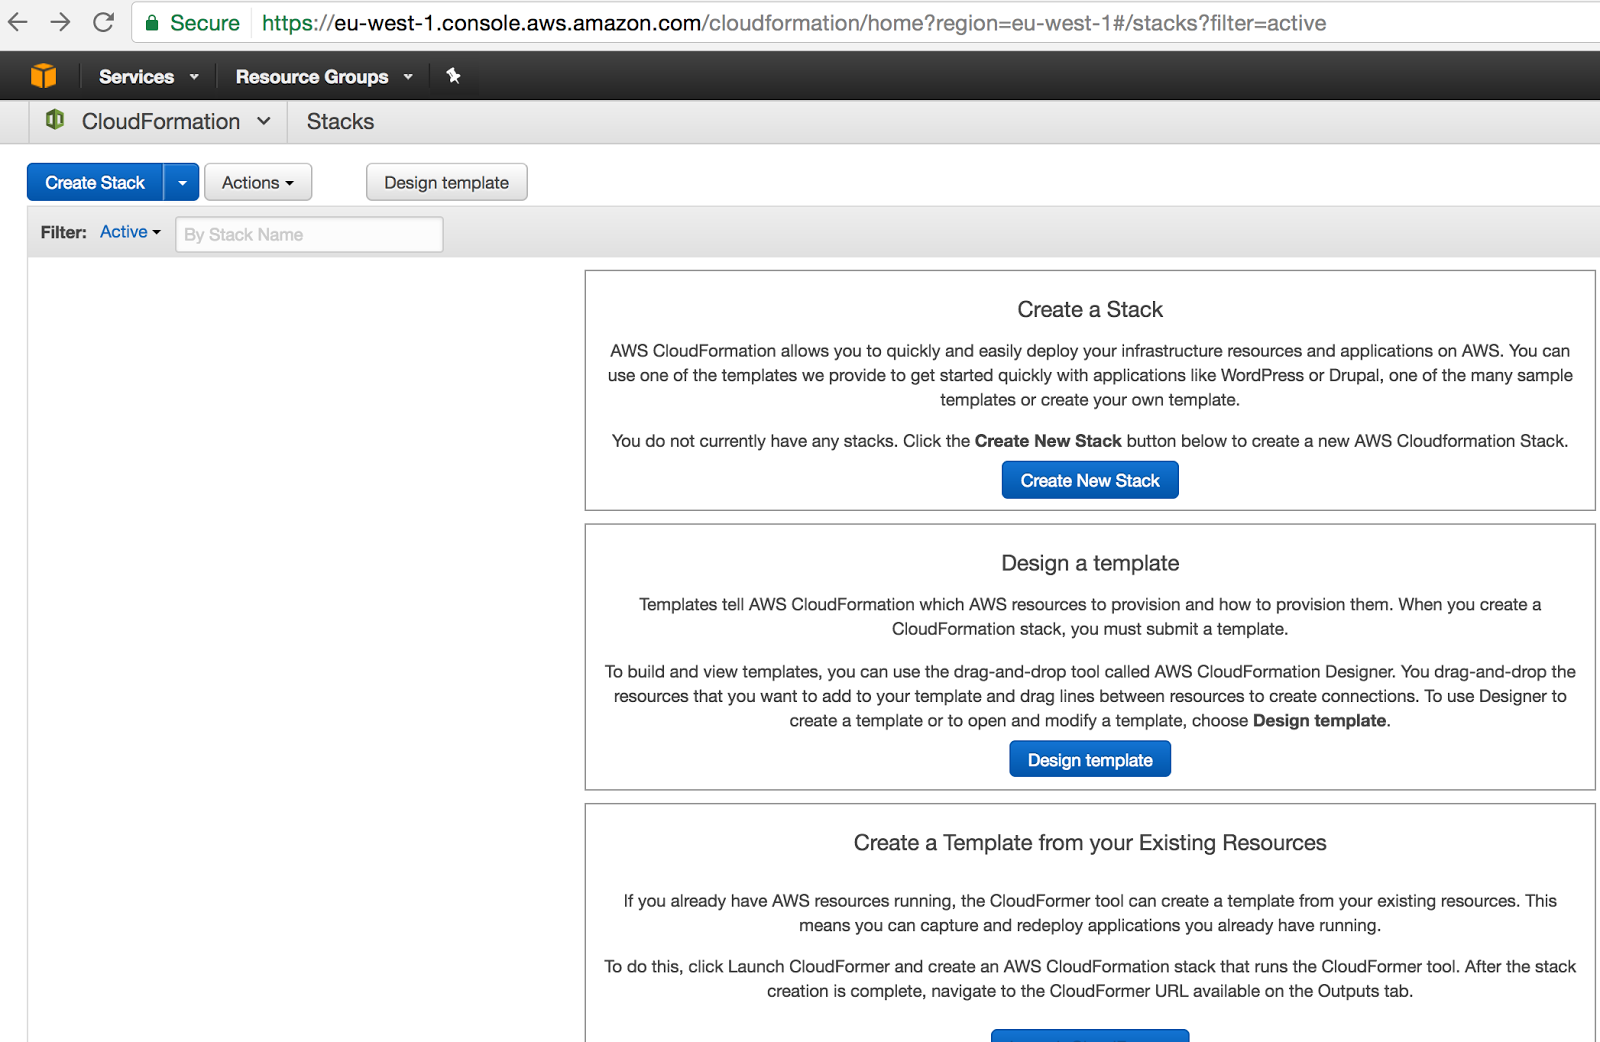 Secure https://eu-west-1.console.aws.amazon.com/cloudformation/home?region=eu-west-1#/stacks?filter=active
Services Resource Groups
CloudFormation Stacks
Create Stack Actions Design template
Filter: Active By Stack Name
Create a Stack
AWS CloudFormation allows you to quickly and easily deploy your infrastructure resources and applications on AWS. You can
use one of the templates we provide to get started quickly with applications like WordPress or Drupal, one of the many sample
templates or create your own template.
You do not currently have any stacks. Click the Create New Stack button below to create a new AWS Cloudformation Stack.
Create New Stack
Design a template
Templates tell AWS CloudFormation which AWS resources to provision and how to provision them. When you create a
CloudFormation stack, you must submit a template.
To build and view templates, you can use the drag-and-drop tool called AWS CloudFormation Designer. You drag-and-drop the
resources that you want to add to your template and drag lines between resources to create connections. To use Designer to
create a template or to open and modify a template, choose Design template.
Design template
Create a Template from your Existing Resources
If you already have AWS resources running, the CloudFormer tool can create a template from your existing resources. This
means you can capture and redeploy applications you already have running.
To do this, click Launch CloudFormer and create an AWS CloudFormation stack that runs the CloudFormer tool. After the stack
creation is complete, navigate to the CloudFormer URL available on the Outputs tab.